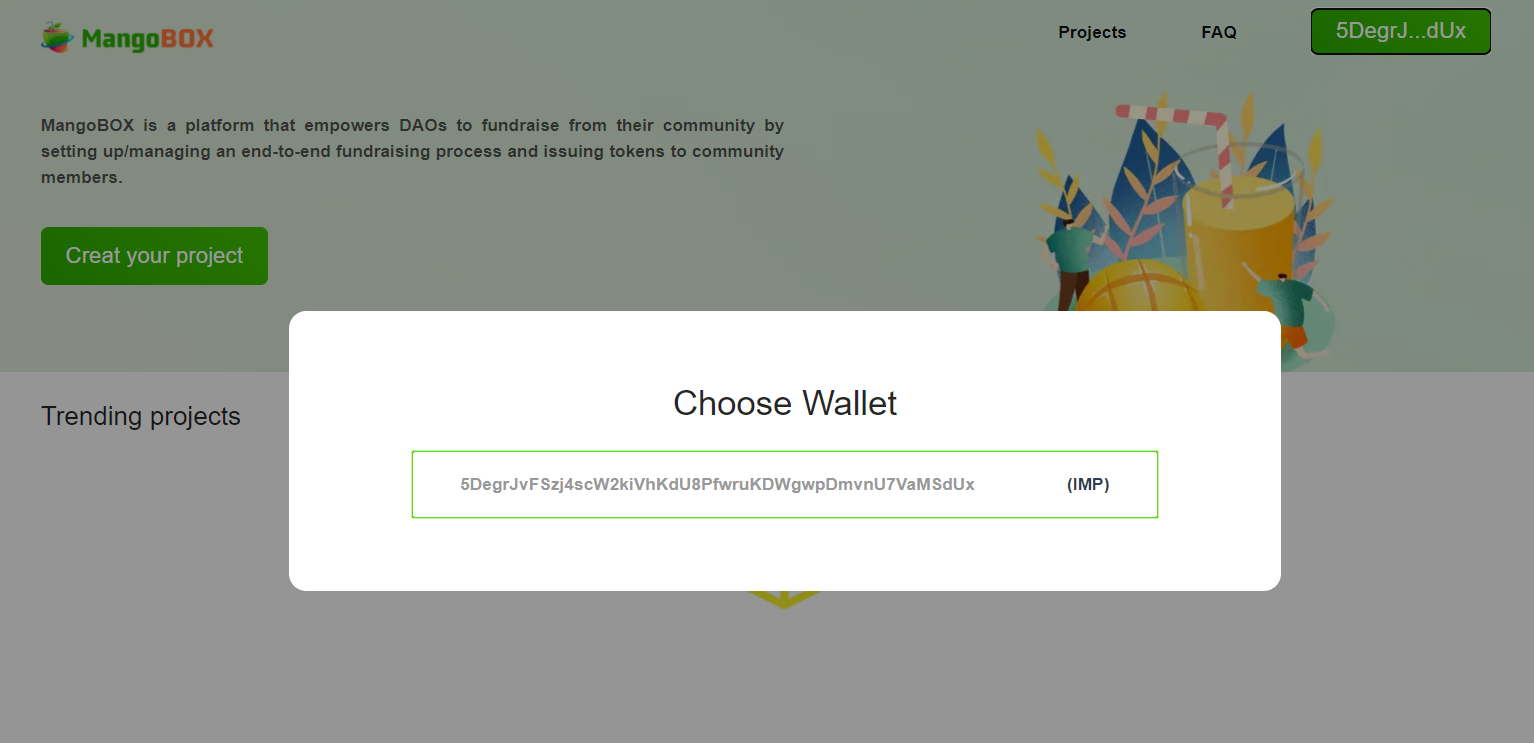 MangoBOX
Projects
FAQ
5DegrJ...dUx
MangoBOX is a platform that empowers DAOs to fundraise from their community by
setting up/managing an end-to-end fundraising process and issuing tokens to community
members.
Creat your project
Choose Wallet
Trending projects
5DegrJvFSzj4scW2kiVhKdU8PfwruKDWgwpDmvnU7VaMSdUx (IMP)